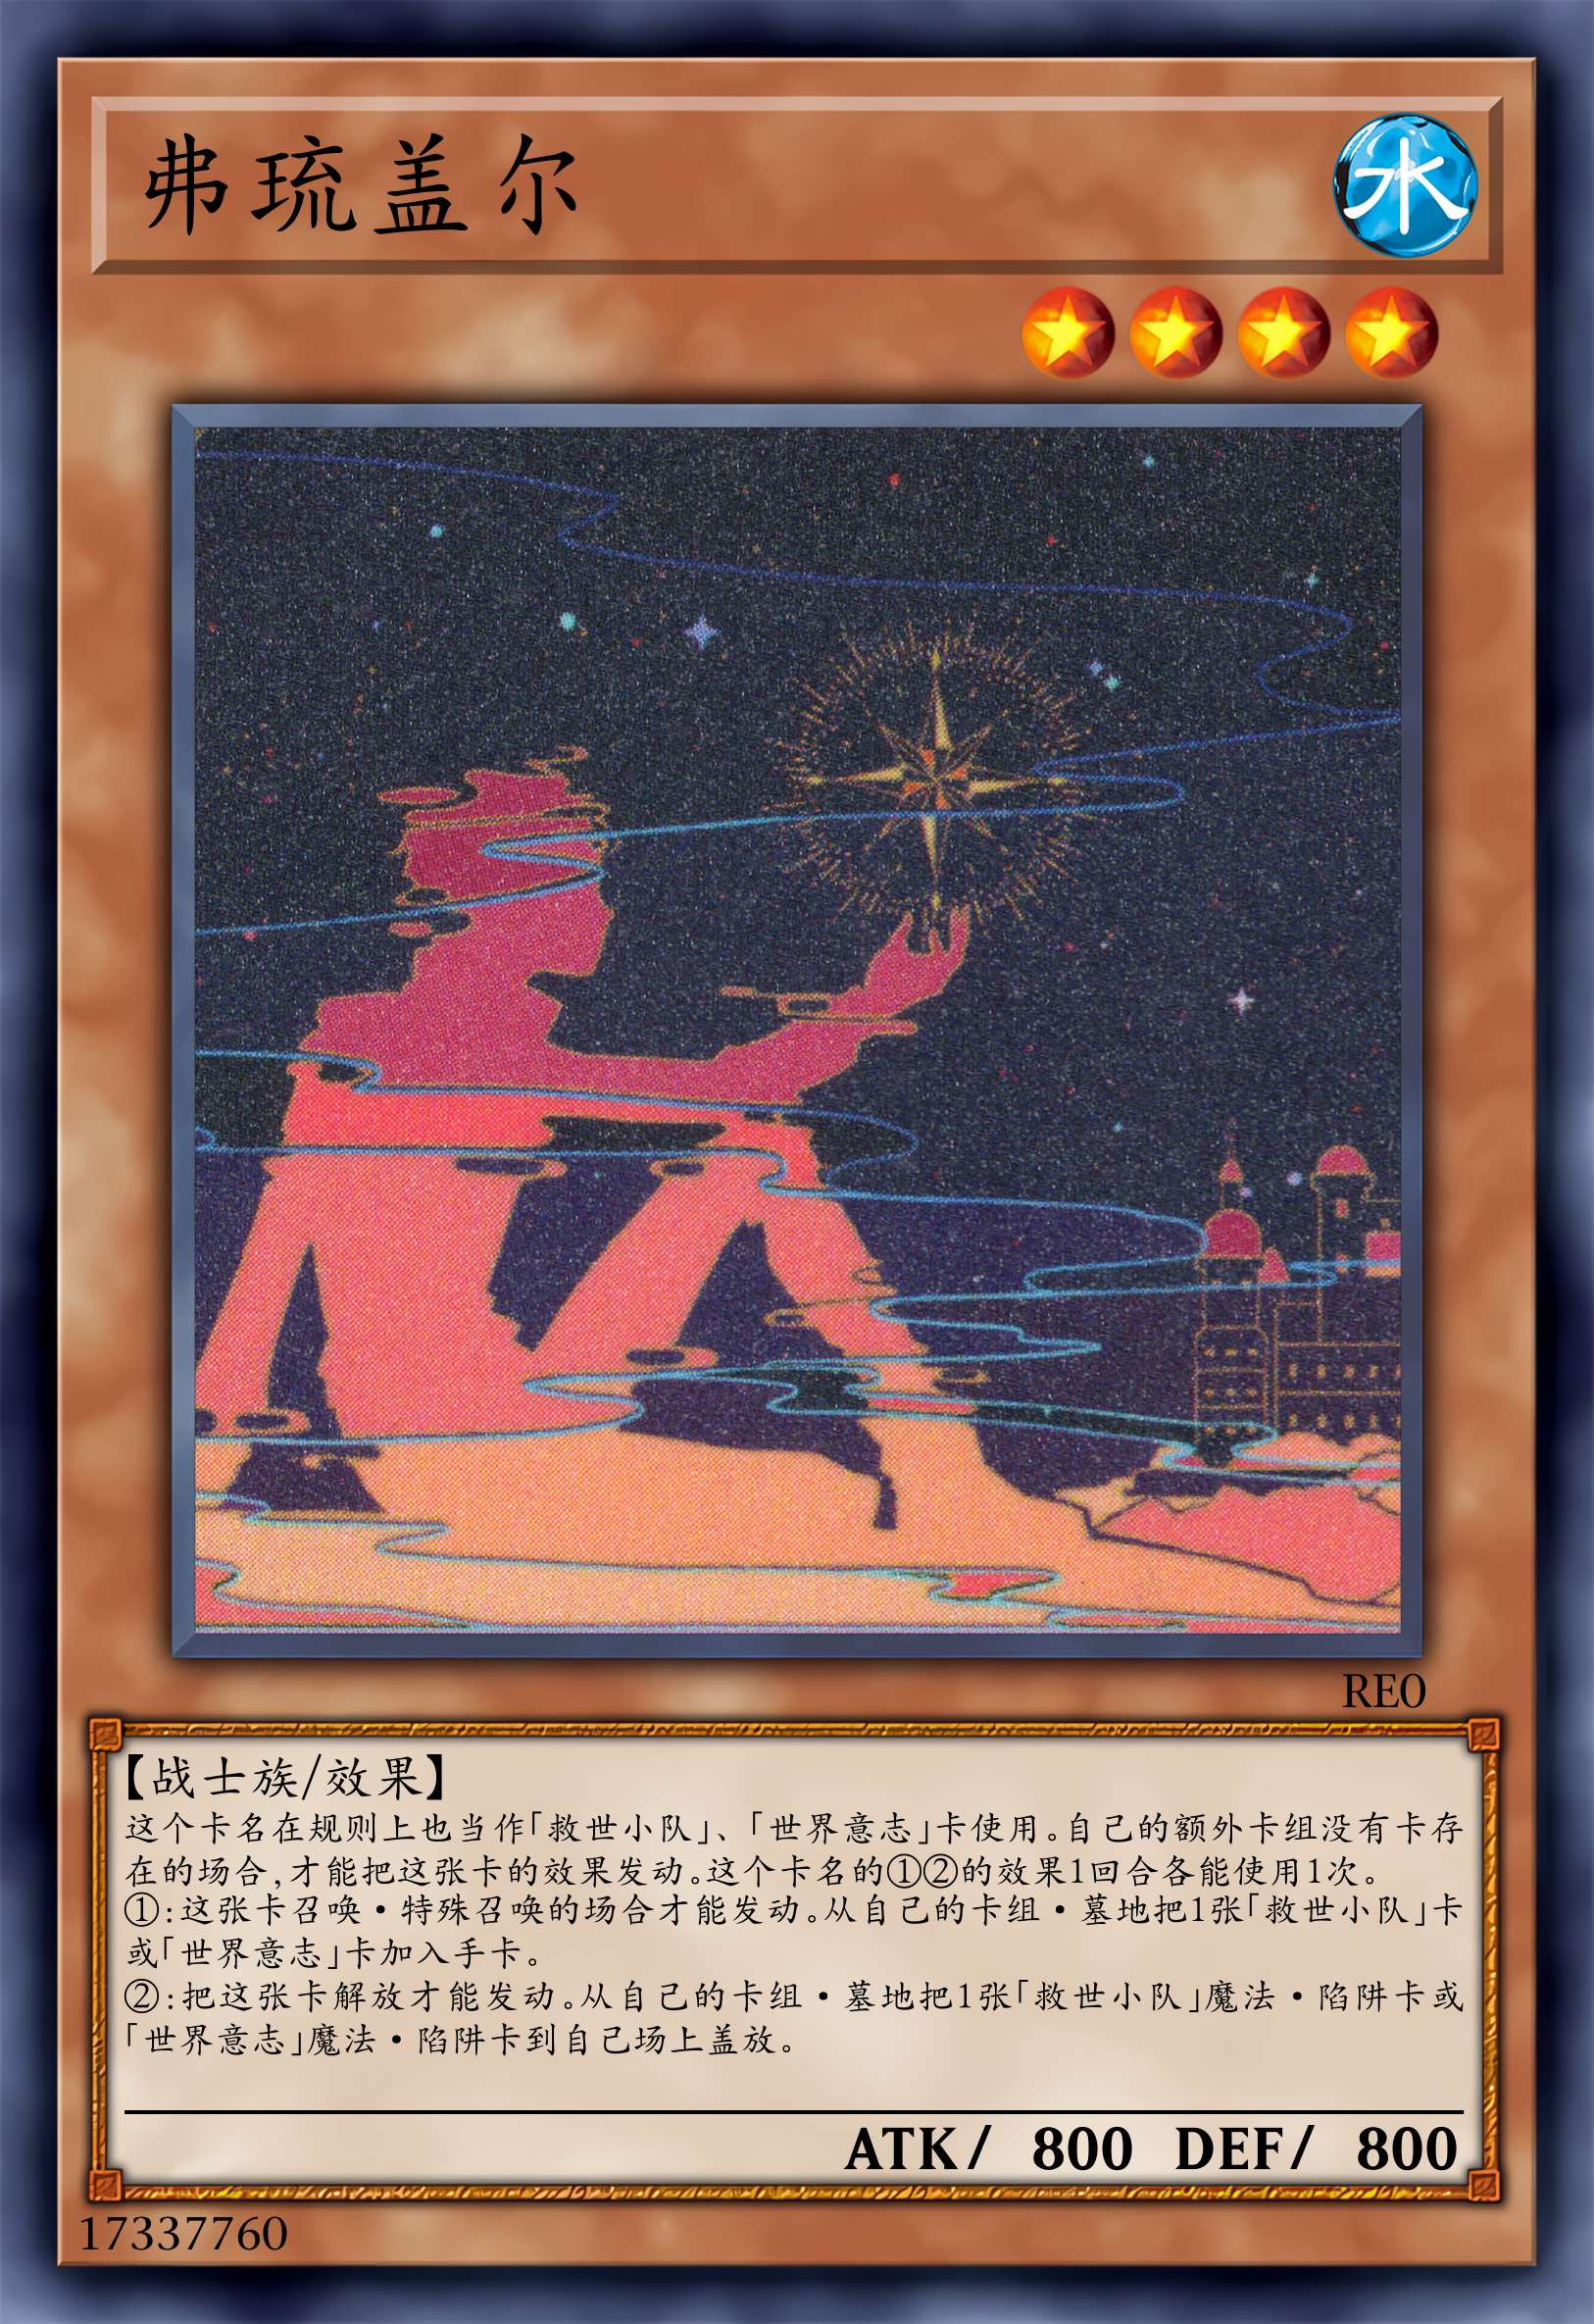 弗琉盖尔
水
RE0
【战士族/效果】
这个卡名在规则上也当作「救世小队」、「世界意志」卡使用。自己的额外卡组没有卡存
在的场合,才能把这张卡的效果发动。这个卡名的①②的效果1回合各能使用1次。
①:这张卡召唤・特殊召唤的场合才能发动。从自己的卡组・墓地把1张「救世小队」卡
或「世界意志」卡加入手卡。
②:把这张卡解放才能发动。从自己的卡组・墓地把1张「救世小队」魔法・陷阱卡或
「世界意志」魔法・陷阱卡到自己场上盖放。
ATK/ 800 DEF/ 800
17337760